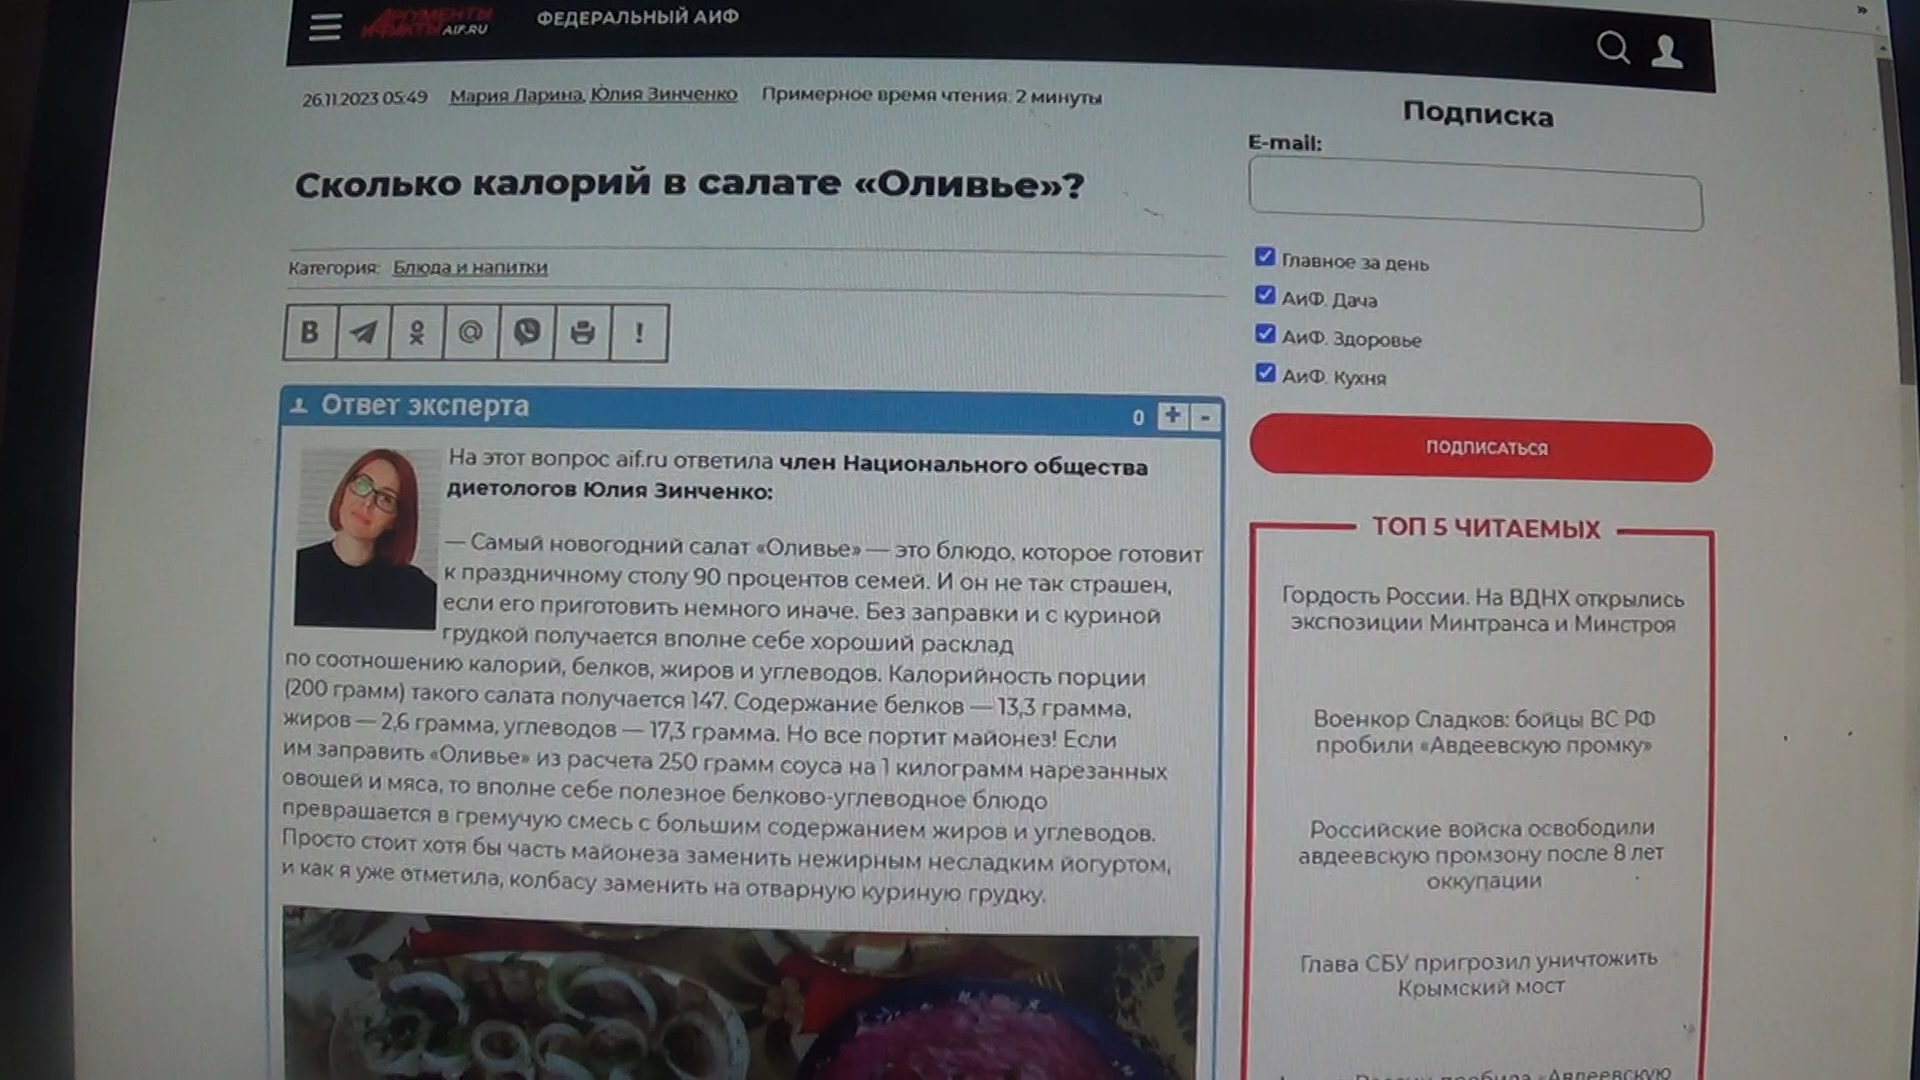 АРГУМЕНТЫ
И ФАКТЫ AIF.RU
ФЕДЕРАЛЬНЫЙ АИФ
26.11.2023 05:49 Мария Ларина, Юлия Зинченко Примерное время чтения: 2 минуты
Сколько калорий в салате «Оливье»?
Категория: Блюда и напитки
В
@
!
Ответ эксперта
0 + -
На этот вопрос aif.ru ответила член Национального общества
диетологов Юлия Зинченко:
— Самый новогодний салат «Оливье» — это блюдо, которое готовит
к праздничному столу 90 процентов семей. И он не так страшен,
если его приготовить немного иначе. Без заправки и с куриной
грудкой получается вполне себе хороший расклад
по соотношению калорий, белков, жиров и углеводов. Калорийность порции
(200 грамм) такого салата получается 147. Содержание белков — 13,3 грамма,
жиров — 2,6 грамма, углеводов — 17,3 грамма. Но все портит майонез! Если
им заправить «Оливье» из расчета 250 грамм соуса на 1 килограмм нарезанных
овощей и мяса, то вполне себе полезное белково-углеводное блюдо
превращается в гремучую смесь с большим содержанием жиров и углеводов.
Просто стоит хотя бы часть майонеза заменить нежирным несладким йогуртом,
и как я уже отметила, колбасу заменить на отварную куриную грудку.
Подписка
E-mail:
Главное за день
АиФ. Дача
АиФ. Здоровье
АиФ. Кухня
ПОДПИСАТЬСЯ
ТОП 5 ЧИТАЕМЫХ
Гордость России. На ВДНХ открылись
экспозиции Минтранса и Минстроя
Военкор Сладков: бойцы ВС РФ
пробили «Авдеевскую промку»
Российские войска освободили
авдеевскую промзону после 8 лет
оккупации
Глава СБУ пригрозил уничтожить
Крымский мост
России пробила «Авдеевскую